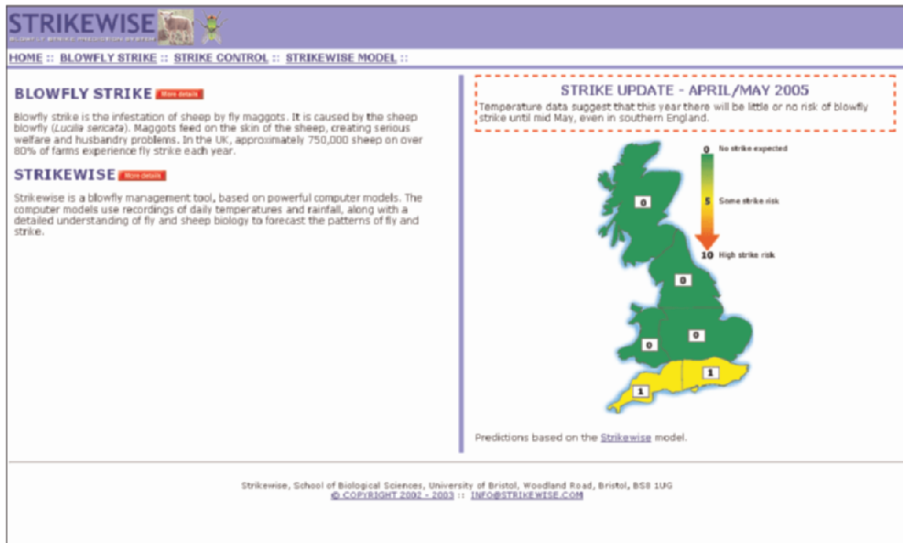 STRIKEWISE
BLOWFLY STRIKE PREDICTION SYSTEM
HOME :: BLOWFLY STRIKE :: STRIKE CONTROL :: STRIKEWISE MODEL ::
BLOWFLY STRIKE More details
Blowfly strike is the infestation of sheep by fly maggots. It is caused by the sheep
blowfly (Lucilia sericata). Maggots feed on the skin of the sheep, creating serious
welfare and husbandry problems. In the UK, approximately 750,000 sheep on over
80% of farms experience fly strike each year.
STRIKEWISE More details
Strikewise is a blowfly management tool, based on powerful computer models. The
computer models use recordings of daily temperatures and rainfall, along with a
detailed understanding of fly and sheep biology to forecast the patterns of fly and
strike.
STRIKE UPDATE - APRIL/MAY 2005
Temperature data suggest that this year there will be little or no risk of blowfly
strike until mid May, even in southern England.
0 No strike expected
5 Some strike risk
10 High strike risk
0
0
0
0
1
1
Predictions based on the Strikewise model.
Strikewise, School of Biological Sciences, University of Bristol, Woodland Road, Bristol, BS8 1UG
© COPYRIGHT 2002 - 2003 :: INFO@STRIKEWISE.COM